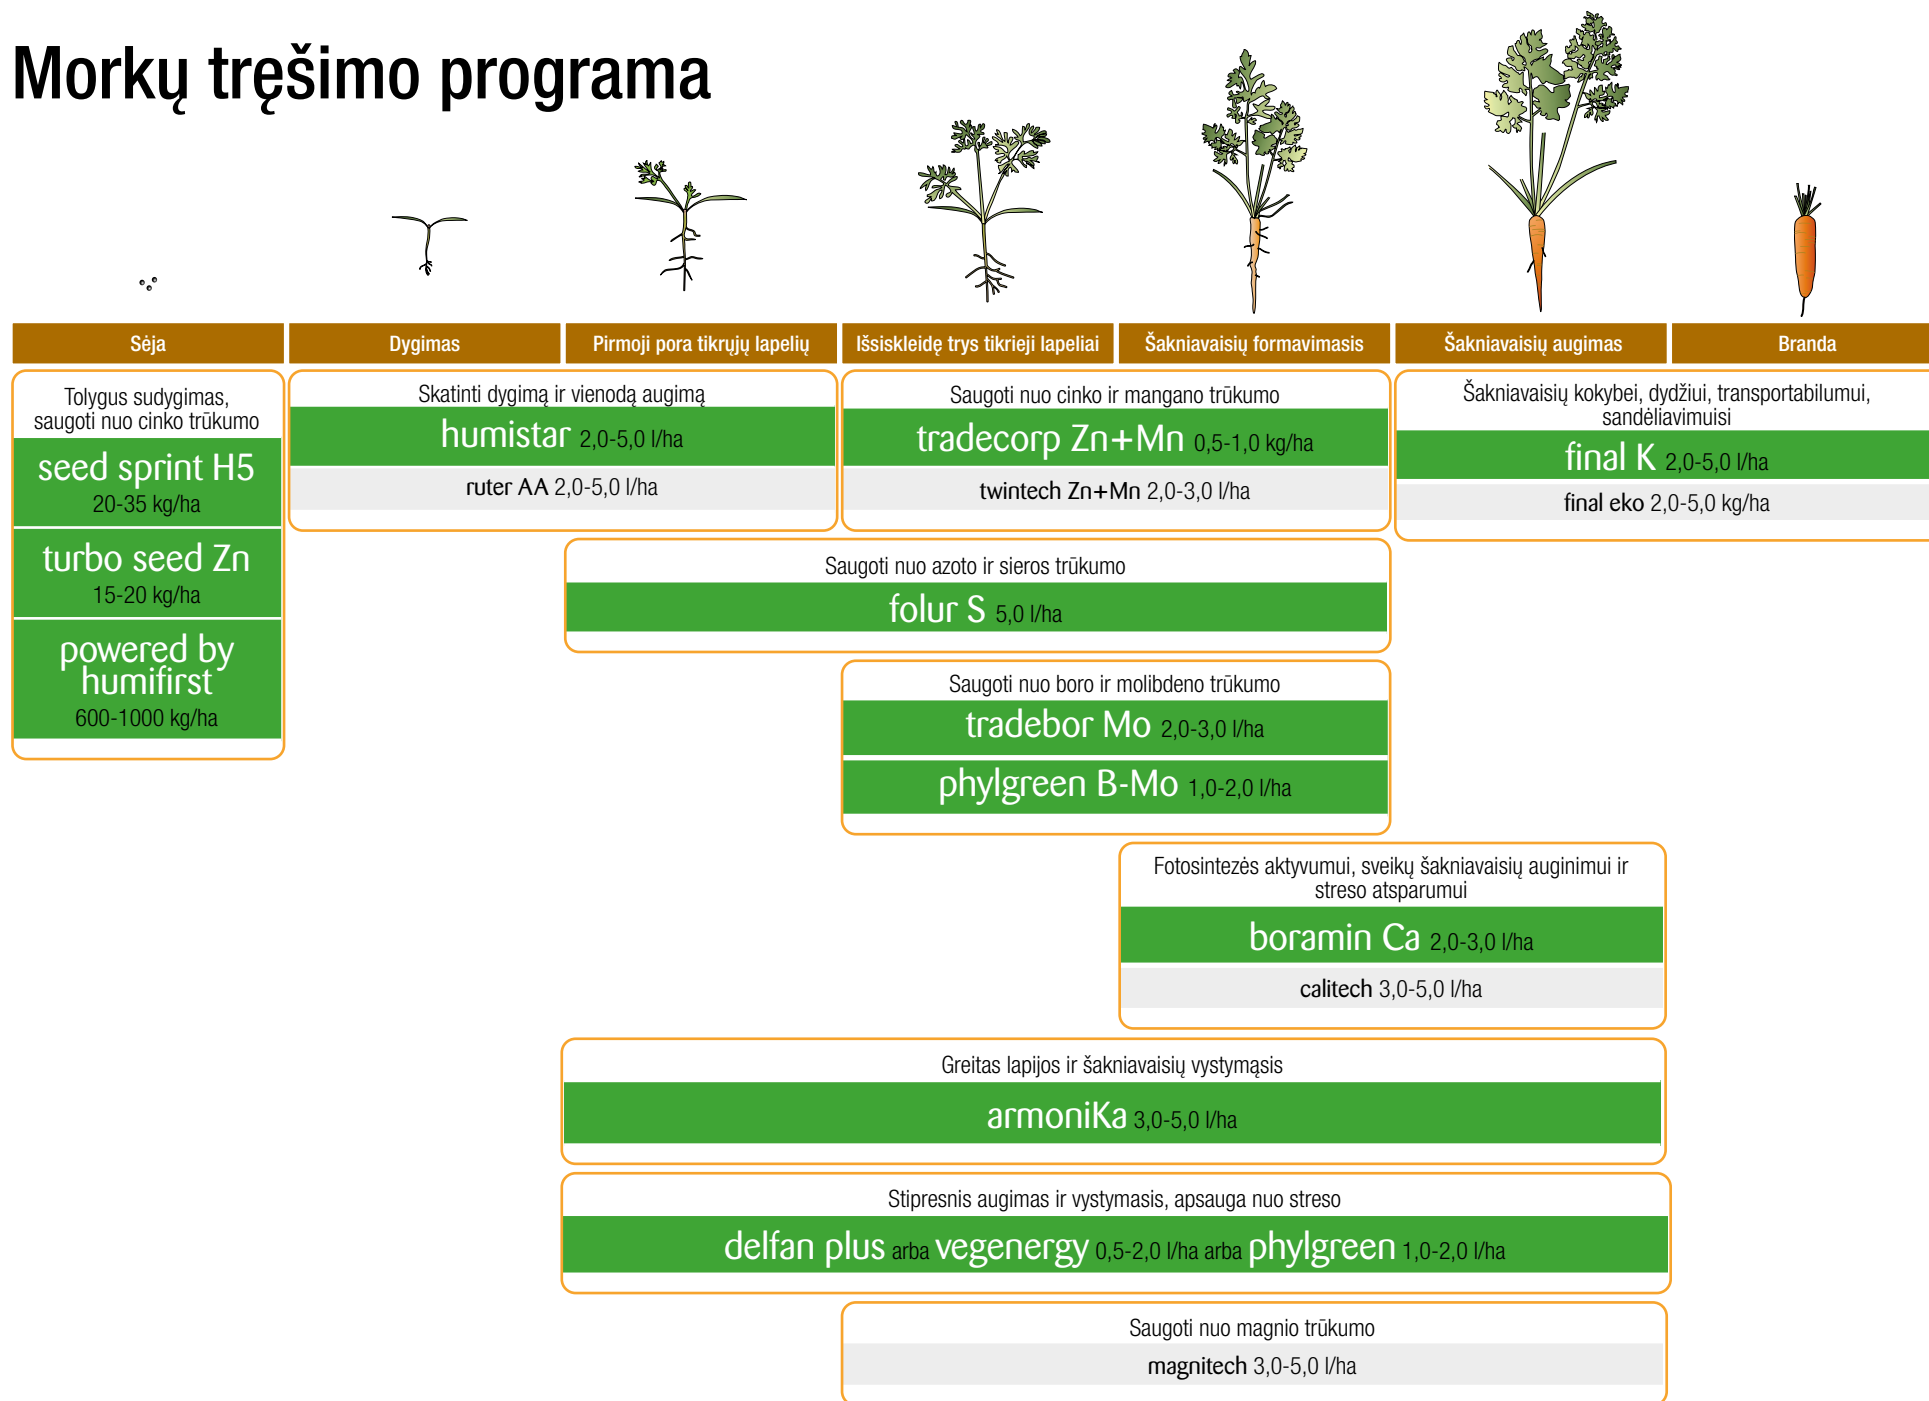 Morkų tręšimo programa
Sėja
Dygimas
Pirmoji pora tikrųjų lapelių
Išsiskleidę trys tikrieji lapeliai
Šakniavaisių formavimasis
Šakniavaisių augimas
Branda
Tolygus sudygimas,
saugoti nuo cinko trūkumo
seed sprint H5
20-35 kg/ha
turbo seed Zn
15-20 kg/ha
powered by
humifirst
600-1000 kg/ha
Skatinti dygimą ir vienodą augimą
humistar 2,0-5,0 l/ha
ruter AA 2,0-5,0 l/ha
Saugoti nuo cinko ir mangano trūkumo
tradecorp Zn+Mn 0,5-1,0 kg/ha
twintech Zn+Mn 2,0-3,0 l/ha
Šakniavaisių kokybei, dydžiui, transportabilumui,
sandėliavimuisi
final K 2,0-5,0 l/ha
final eko 2,0-5,0 kg/ha
Saugoti nuo azoto ir sieros trūkumo
folur S 5,0 l/ha
Saugoti nuo boro ir molibdeno trūkumo
tradebor Mo 2,0-3,0 l/ha
phylgreen B-Mo 1,0-2,0 l/ha
Fotosintezės aktyvumui, sveikų šakniavaisių auginimui ir
streso atsparumui
boramin Ca 2,0-3,0 l/ha
calitech 3,0-5,0 l/ha
Greitas lapijos ir šakniavaisių vystymąsis
armoniKa 3,0-5,0 l/ha
Stipresnis augimas ir vystymasis, apsauga nuo streso
delfan plus arba vegenergy 0,5-2,0 l/ha arba phylgreen 1,0-2,0 l/ha
Saugoti nuo magnio trūkumo
magnitech 3,0-5,0 l/ha